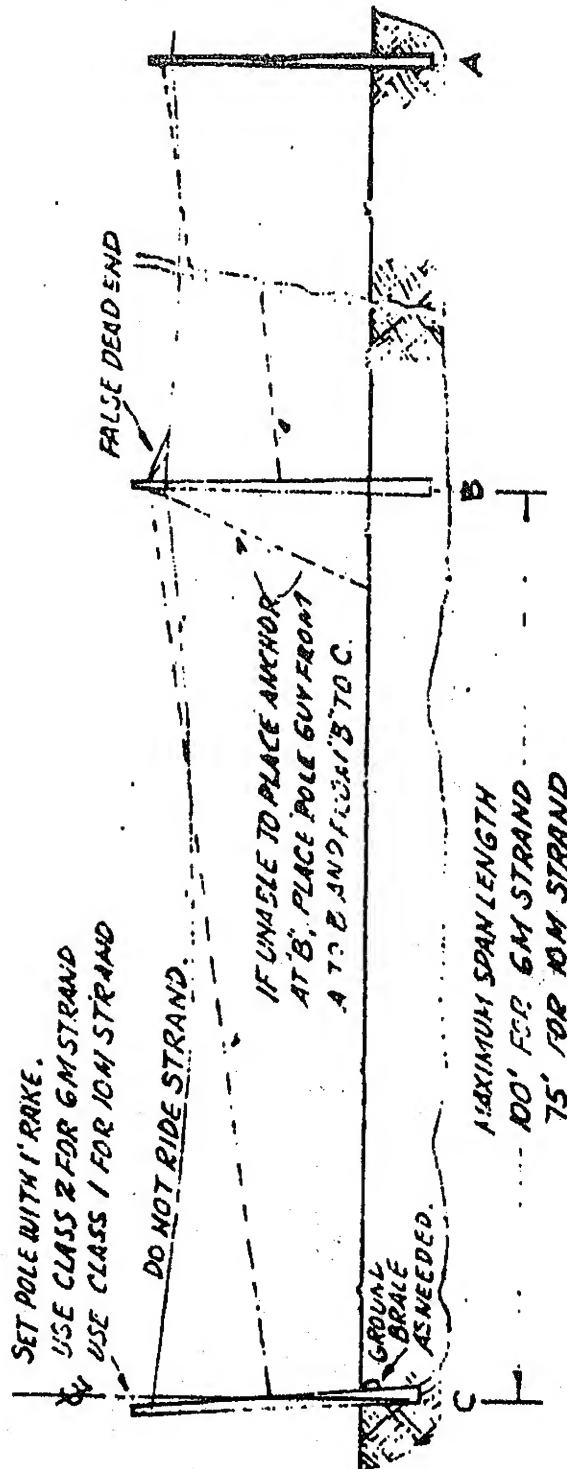 SET POLE WITH 1' RAKE.
USE CLASS 2 FOR 6M STRAND
USE CLASS 1 FOR 10M STRAND
DO NOT RIDE STRAND.
FALSE DEAD END
IF UNABLE TO PLACE ANCHOR
AT "B", PLACE POLE GUY FROM
A TO B AND FROM "B" TO C.
GROUND
BRACE
AS NEEDED.
C
B
A
MAXIMUM SPAN LENGTH
100' FOR 6M STRAND
75' FOR 10M STRAND